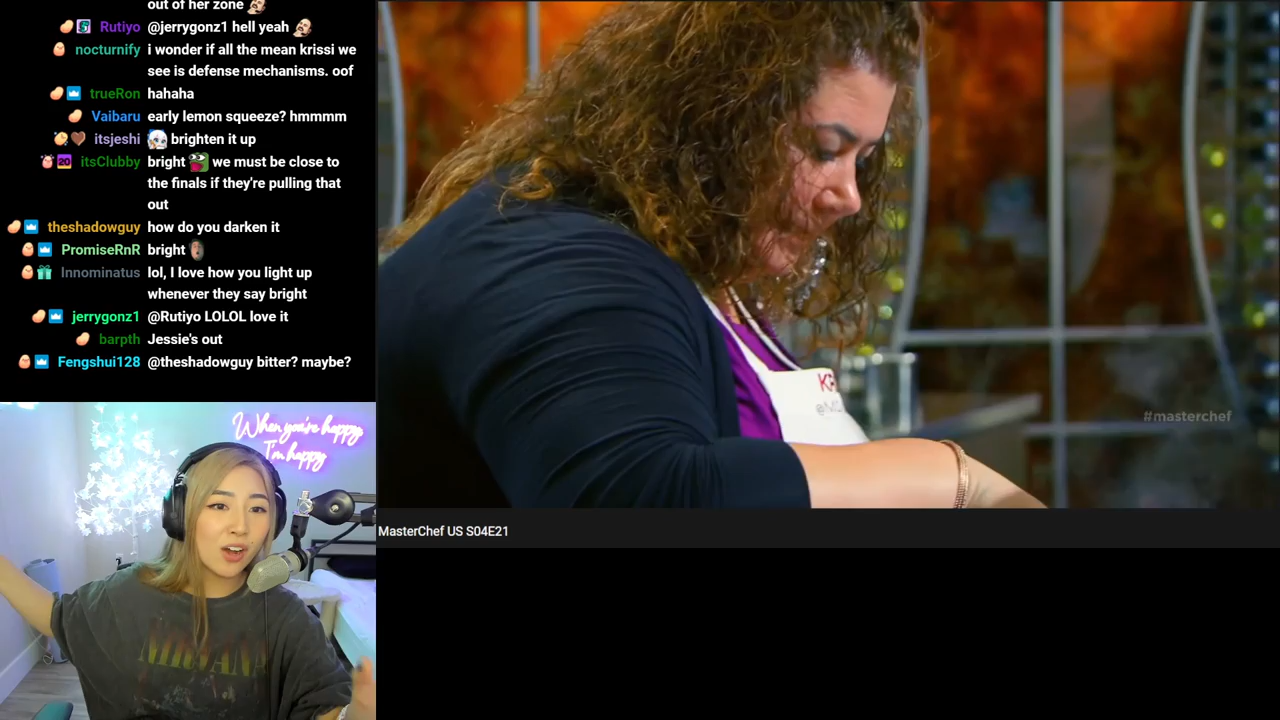 out of her zone
Rutiyo @jerrygonz1 hell yeah
nocturnify i wonder if all the mean krissi we
see is defense mechanisms. oof
trueRon hahaha
Vaibaru early lemon squeeze? hmmmm
itsjeshi brighten it up
20 itsClubby bright we must be close to
the finals if they're pulling that
out
theshadowguy how do you darken it
PromiseRnR bright
Innominatus lol, I love how you light up
whenever they say bright
jerrygonz1 @Rutiyo LOLOL love it
barpth Jessie's out
Fengshui128 @theshadowguy bitter? maybe?
When you're happy
I'm happy
NIRVANA
#masterchef
MasterChef US S04E21